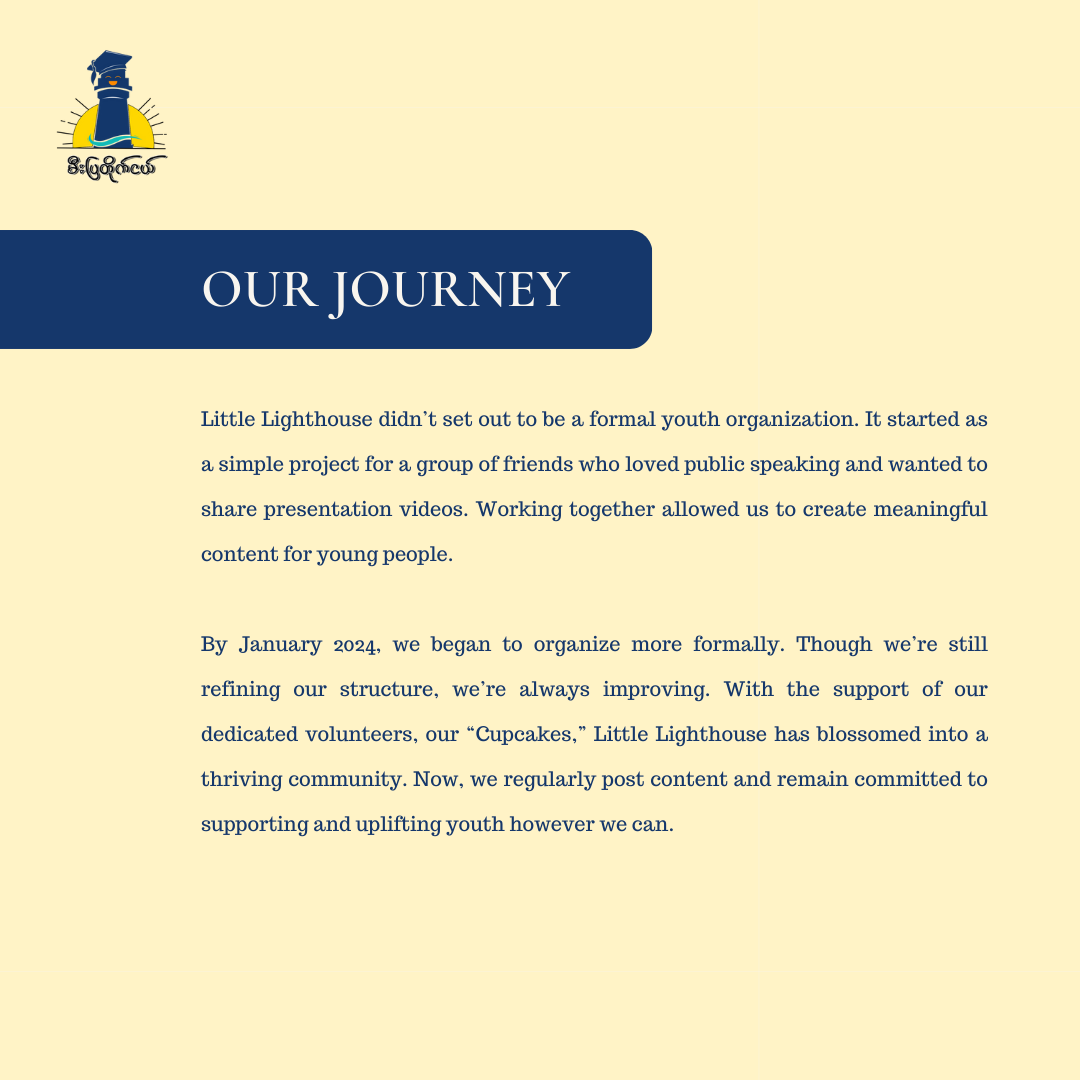 မီးပြတိုက်ငယ်
OUR JOURNEY
Little Lighthouse didn’t set out to be a formal youth organization. It started as
a simple project for a group of friends who loved public speaking and wanted to
share presentation videos. Working together allowed us to create meaningful
content for young people.
By January 2024, we began to organize more formally. Though we’re still
refining our structure, we’re always improving. With the support of our
dedicated volunteers, our “Cupcakes,” Little Lighthouse has blossomed into a
thriving community. Now, we regularly post content and remain committed to
supporting and uplifting youth however we can.